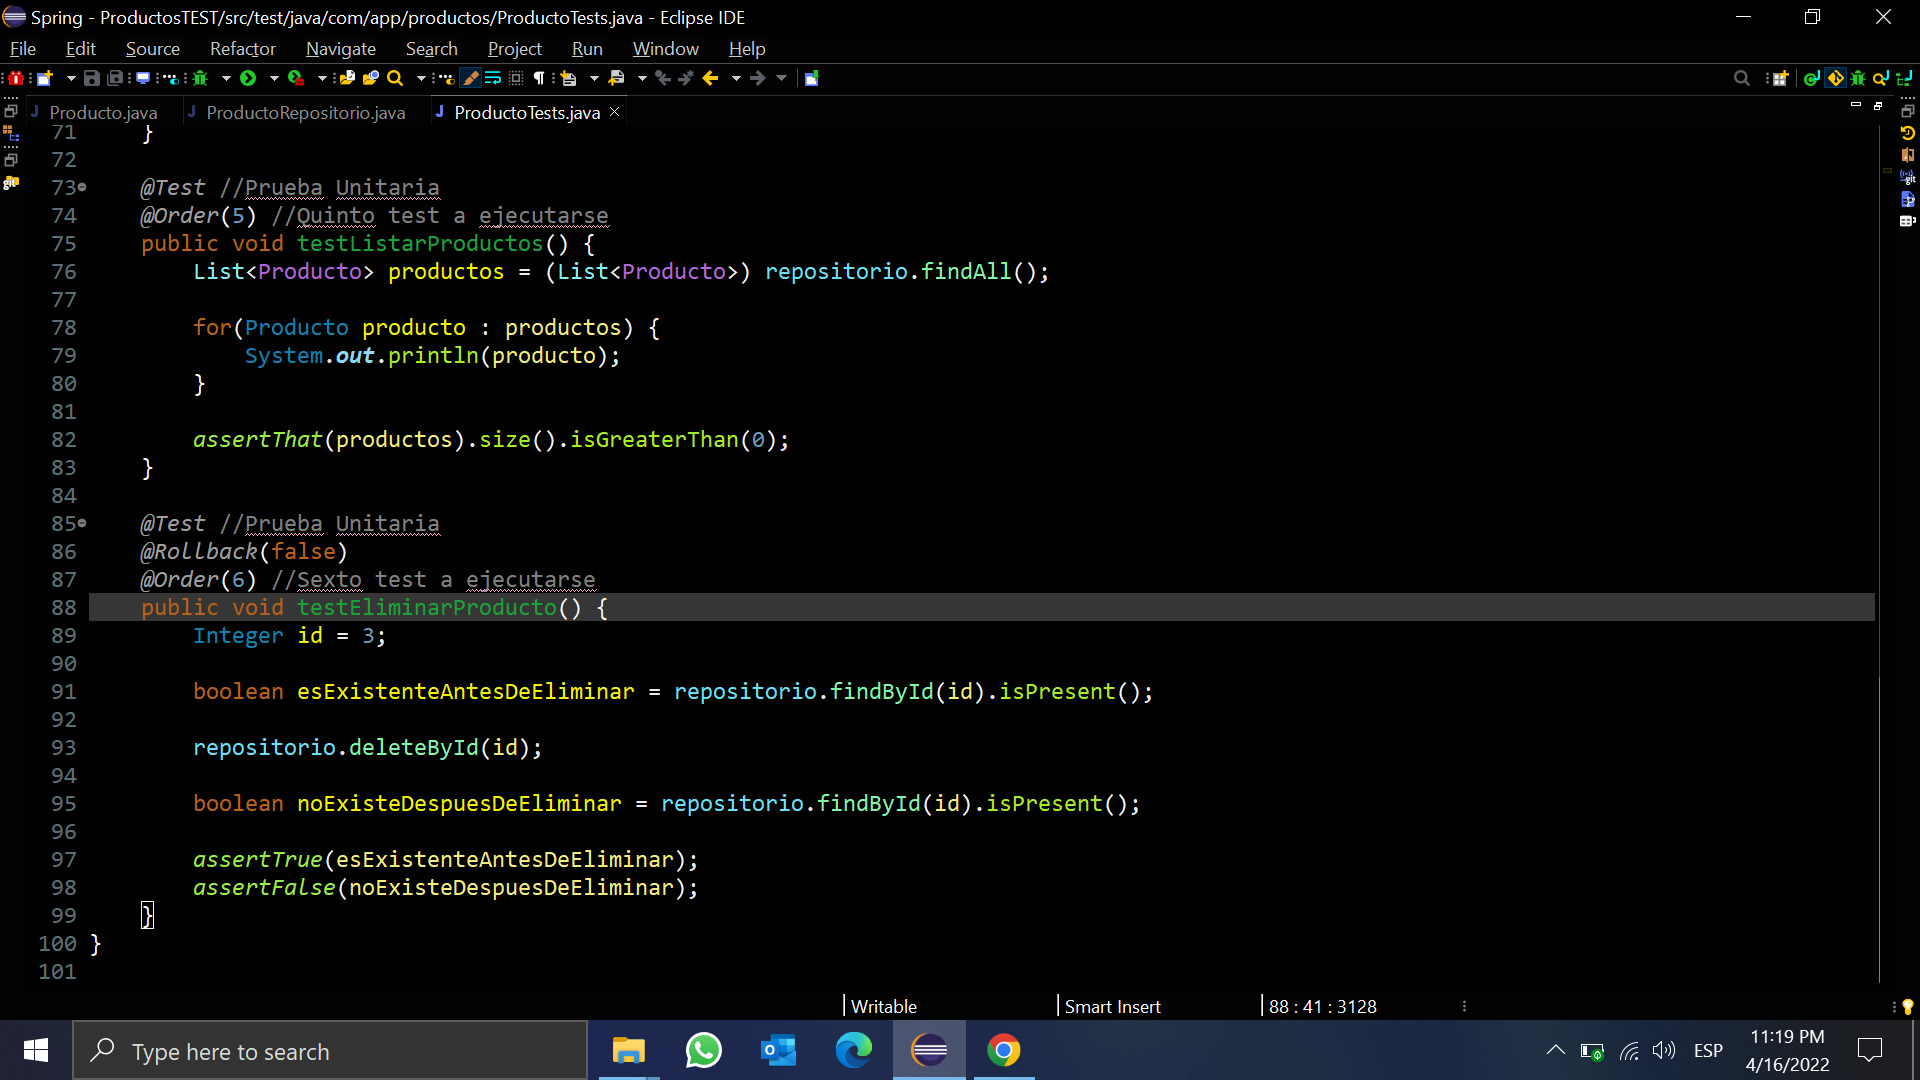 Spring - ProductosTEST/src/test/java/com/app/productos/ProductoTests.java - Eclipse IDE
File Edit Source Refactor Navigate Search Project Run Window Help
Producto.java ProductoRepositorio.java ProductoTests.java
71 }
72
73 @Test //Prueba Unitaria
74 @Order(5) //Quinto test a ejecutarse
75 public void testListarProductos() {
76 List<Producto> productos = (List<Producto>) repositorio.findAll();
77
78 for(Producto producto : productos) {
79 System.out.println(producto);
80 }
81
82 assertThat(productos).size().isGreaterThan(0);
83 }
84
85 @Test //Prueba Unitaria
86 @Rollback(false)
87 @Order(6) //Sexto test a ejecutarse
88 public void testEliminarProducto() {
89 Integer id = 3;
90
91 boolean esExistenteAntesDeEliminar = repositorio.findById(id).isPresent();
92
93 repositorio.deleteById(id);
94
95 boolean noExisteDespuesDeEliminar = repositorio.findById(id).isPresent();
96
97 assertTrue(esExistenteAntesDeEliminar);
98 assertFalse(noExisteDespuesDeEliminar);
99 }
100 }
101
Writable Smart Insert 88 : 41 : 3128
Type here to search
ESP
11:19 PM
4/16/2022